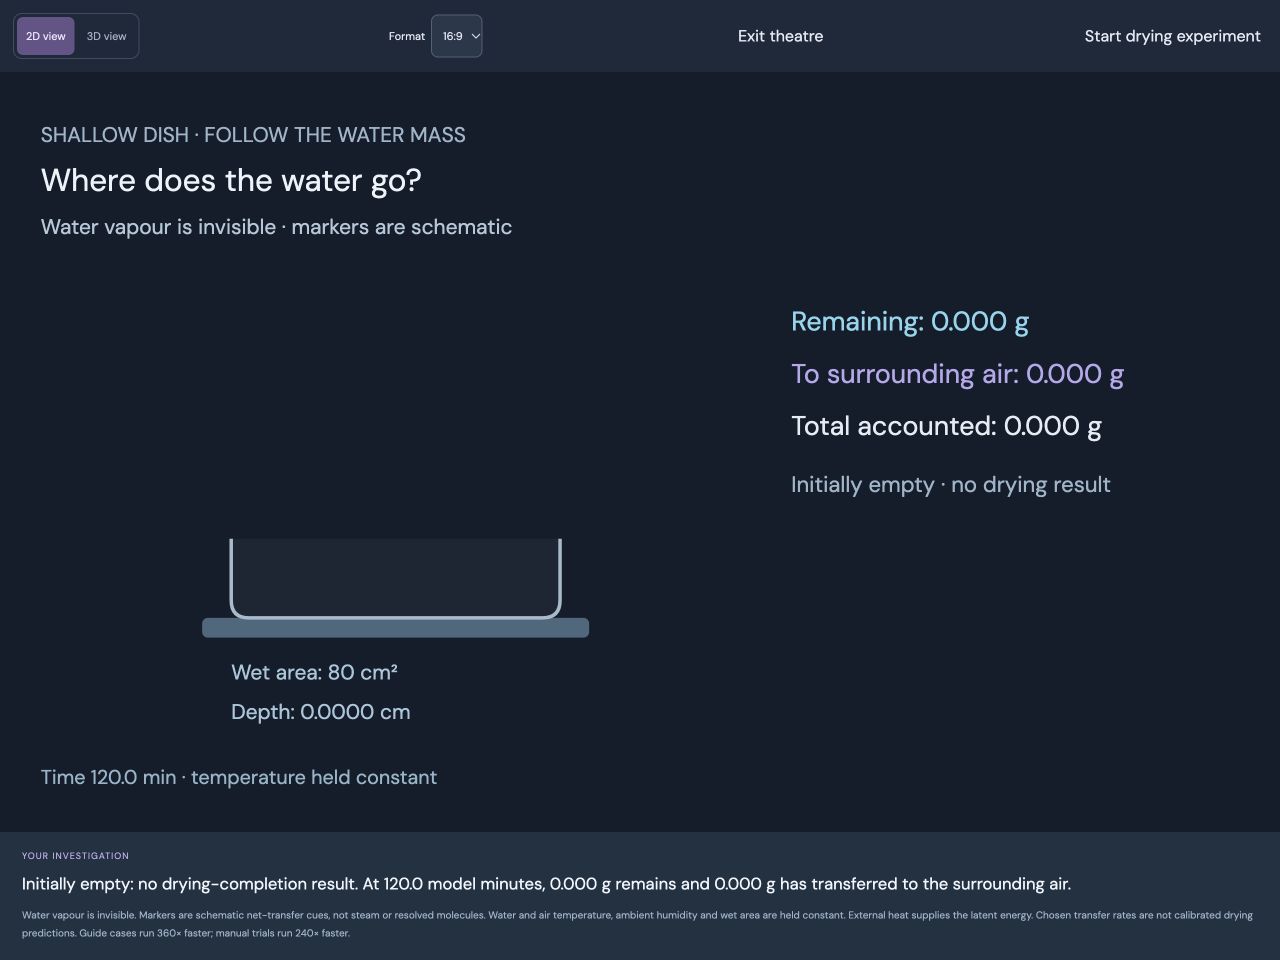 2D view
3D view
Format
16:9
Exit theatre
Start drying experiment
SHALLOW DISH · FOLLOW THE WATER MASS
Where does the water go?
Water vapour is invisible · markers are schematic
Remaining: 0.000 g
To surrounding air: 0.000 g
Total accounted: 0.000 g
Initially empty · no drying result
Wet area: 80 cm²
Depth: 0.0000 cm
Time 120.0 min · temperature held constant
YOUR INVESTIGATION
Initially empty: no drying-completion result. At 120.0 model minutes, 0.000 g remains and 0.000 g has transferred to the surrounding air.
Water vapour is invisible. Markers are schematic net-transfer cues, not steam or resolved molecules. Water and air temperature, ambient humidity and wet area are held constant. External heat supplies the latent energy. Chosen transfer rates are not calibrated drying
predictions. Guide cases run 360× faster; manual trials run 240× faster.